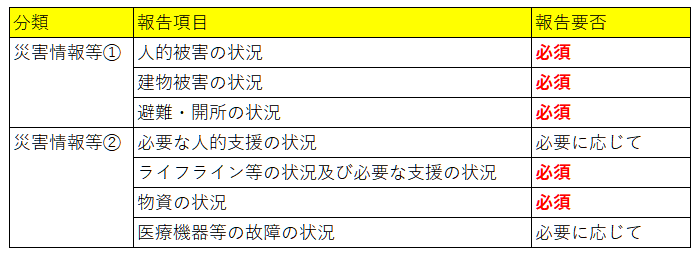 分類 報告項目 報告要否
災害情報等① 人的被害の状況 必須
建物被害の状況 必須
避難・開所の状況 必須
災害情報等② 必要な人的支援の状況 必要に応じて
ライフライン等の状況及び必要な支援の状況 必須
物資の状況 必須
医療機器等の故障の状況 必要に応じて